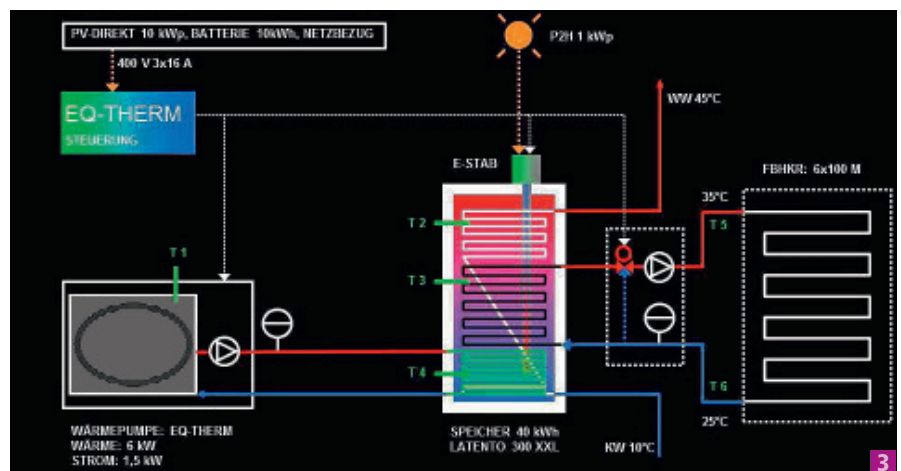 PV-DIREKT 10 kWp, BATTERIE 10kWh, NETZBEZUG
400 V 3x16 A
P2H 1 kWp
EQ-THERM
STEUERUNG
WW 45°C
E-STAB
FBHKR: 6x100 M
35°C
T 1
T 2
T 5
T 3
T 4
T 6
25°C
WÄRMEPUMPE: EQ-THERM
WÄRME: 6 kW
STROM: 1,5 kW
SPEICHER 40 kWh
LATENTO 300 XXL
KW 10°C
3